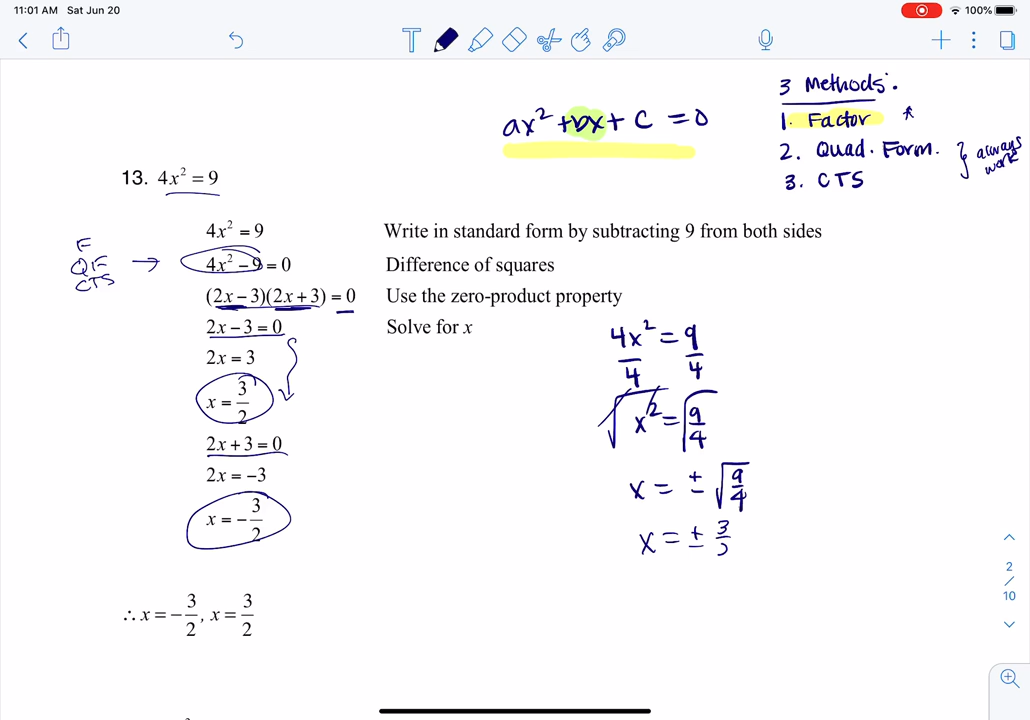 11:01 AM Sat Jun 20
100%
T
3 Methods:
1. Factor
2. Quad. Form.
3. CTS
} always work
ax² + bx + c = 0
13. 4x² = 9
4x² = 9 Write in standard form by subtracting 9 from both sides
F
QF →
CTS
4x² − 9 = 0 Difference of squares
(2x − 3)(2x + 3) = 0 Use the zero-product property
2x − 3 = 0 Solve for x
2x = 3
x = 3/2
2x + 3 = 0
2x = −3
x = −3/2
4x²/4 = 9/4
√x² = √9/4
x = ± √9/4
x = ± 3/
∴ x = −3/2, x = 3/2
2
/
10